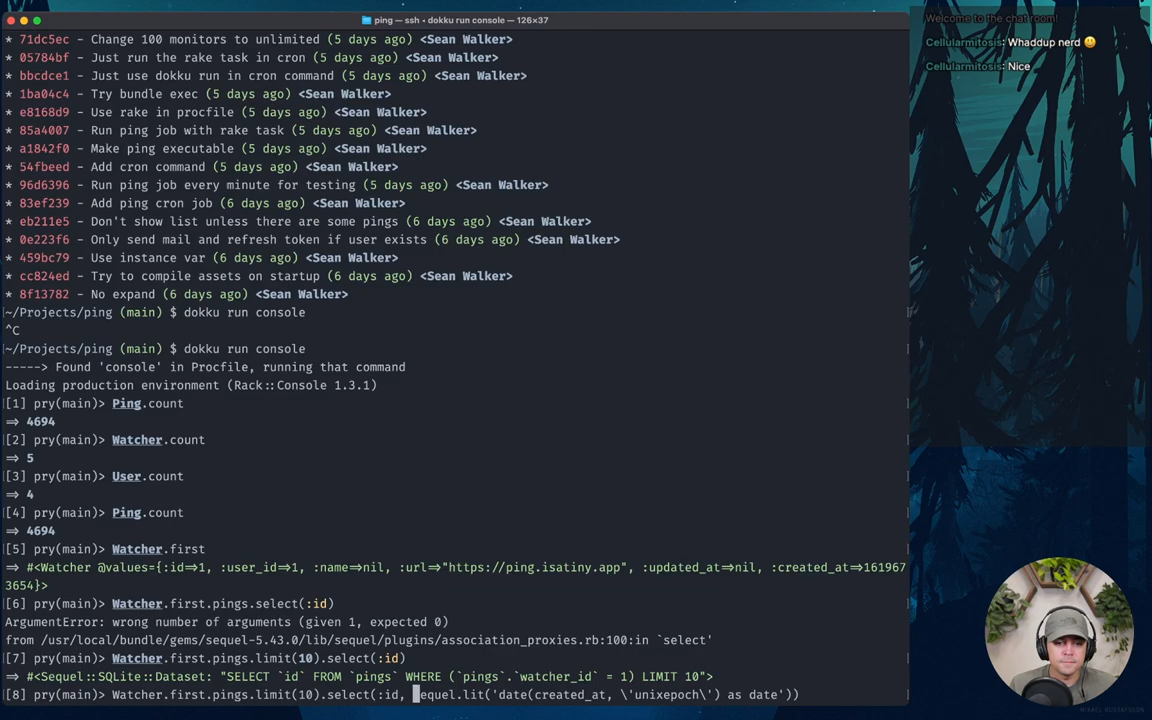 ping — ssh ◂ dokku run console — 126×37
* 71dc5ec - Change 100 monitors to unlimited (5 days ago) <Sean Walker>
* 05784bf - Just run the rake task in cron (5 days ago) <Sean Walker>
* bbcdce1 - Just use dokku run in cron command (5 days ago) <Sean Walker>
* 1ba04c4 - Try bundle exec (5 days ago) <Sean Walker>
* e8168d9 - Use rake in procfile (5 days ago) <Sean Walker>
* 85a4007 - Run ping job with rake task (5 days ago) <Sean Walker>
* a1842f0 - Make ping executable (5 days ago) <Sean Walker>
* 54fbeed - Add cron command (5 days ago) <Sean Walker>
* 96d6396 - Run ping job every minute for testing (5 days ago) <Sean Walker>
* 83ef239 - Add ping cron job (6 days ago) <Sean Walker>
* eb211e5 - Don't show list unless there are some pings (6 days ago) <Sean Walker>
* 0e223f6 - Only send mail and refresh token if user exists (6 days ago) <Sean Walker>
* 459bc79 - Use instance var (6 days ago) <Sean Walker>
* cc824ed - Try to compile assets on startup (6 days ago) <Sean Walker>
* 8f13782 - No expand (6 days ago) <Sean Walker>
[~/Projects/ping (main) $ dokku run console
^C
[~/Projects/ping (main) $ dokku run console
-----> Found 'console' in Procfile, running that command
Loading production environment (Rack::Console 1.3.1)
[1] pry(main)> Ping.count
=> 4694
[2] pry(main)> Watcher.count
=> 5
[3] pry(main)> User.count
=> 4
[4] pry(main)> Ping.count
=> 4694
[5] pry(main)> Watcher.first
=> #<Watcher @values={:id=>1, :user_id=>1, :name=>nil, :url=>"https://ping.isatiny.app", :updated_at=>nil, :created_at=>161967
3654}>
[6] pry(main)> Watcher.first.pings.select(:id)
ArgumentError: wrong number of arguments (given 1, expected 0)
from /usr/local/bundle/gems/sequel-5.43.0/lib/sequel/plugins/association_proxies.rb:100:in `select'
[7] pry(main)> Watcher.first.pings.limit(10).select(:id)
=> #<Sequel::SQLite::Dataset: "SELECT `id` FROM `pings` WHERE (`pings`.`watcher_id` = 1) LIMIT 10">
[8] pry(main)> Watcher.first.pings.limit(10).select(:id, equel.lit('date(created_at, \'unixepoch\') as date'))
Welcome to the chat room!
Cellularmitosis: Whaddup nerd 😃
Cellularmitosis: Nice
MIKAEL GUSTAFSSON